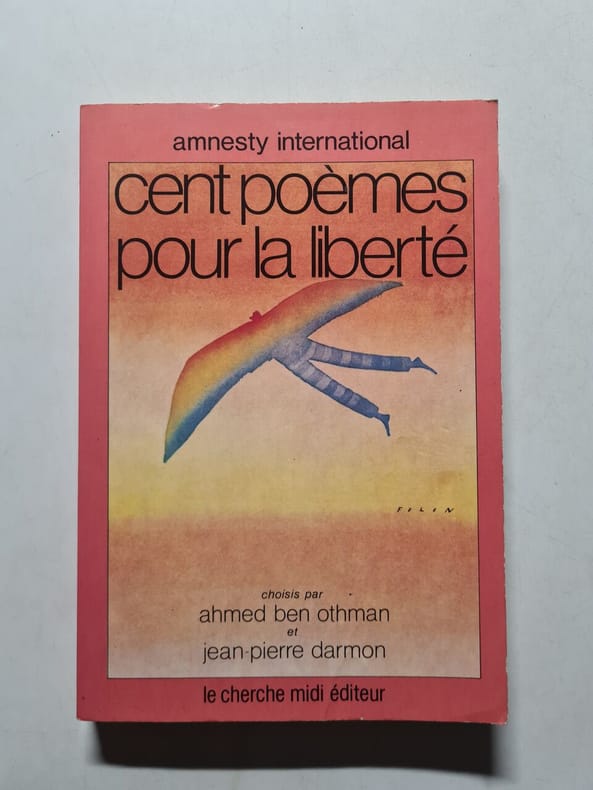 amnesty international
cent poèmes
pour la liberté
FOLON
choisis par
ahmed ben othman
et
jean-pierre darmon
le cherche midi éditeur